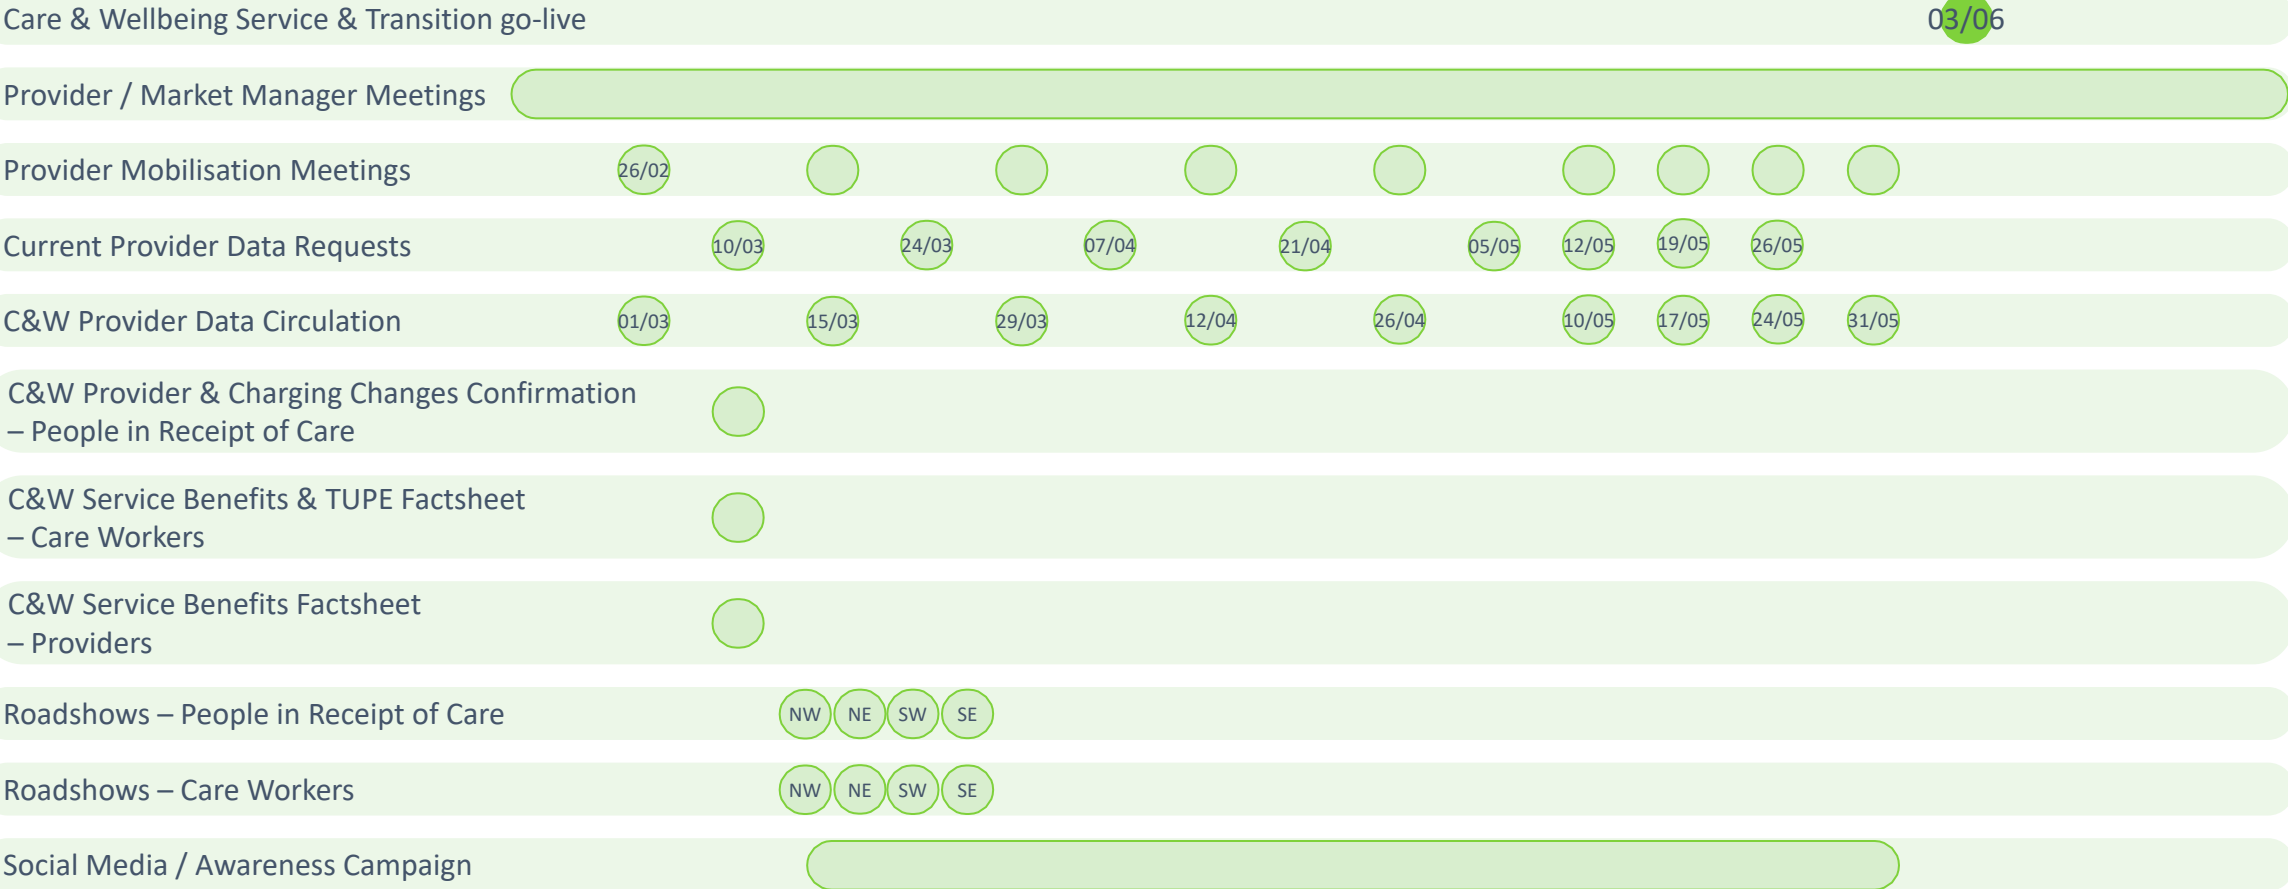 Care & Wellbeing Service & Transition go-live 03/06
Provider / Market Manager Meetings
Provider Mobilisation Meetings 26/02
Current Provider Data Requests 10/03 24/03 07/04 21/04 05/05 12/05 19/05 26/05
C&W Provider Data Circulation 01/03 15/03 29/03 12/04 26/04 10/05 17/05 24/05 31/05
C&W Provider & Charging Changes Confirmation
– People in Receipt of Care
C&W Service Benefits & TUPE Factsheet
– Care Workers
C&W Service Benefits Factsheet
– Providers
Roadshows – People in Receipt of Care NW NE SW SE
Roadshows – Care Workers NW NE SW SE
Social Media / Awareness Campaign